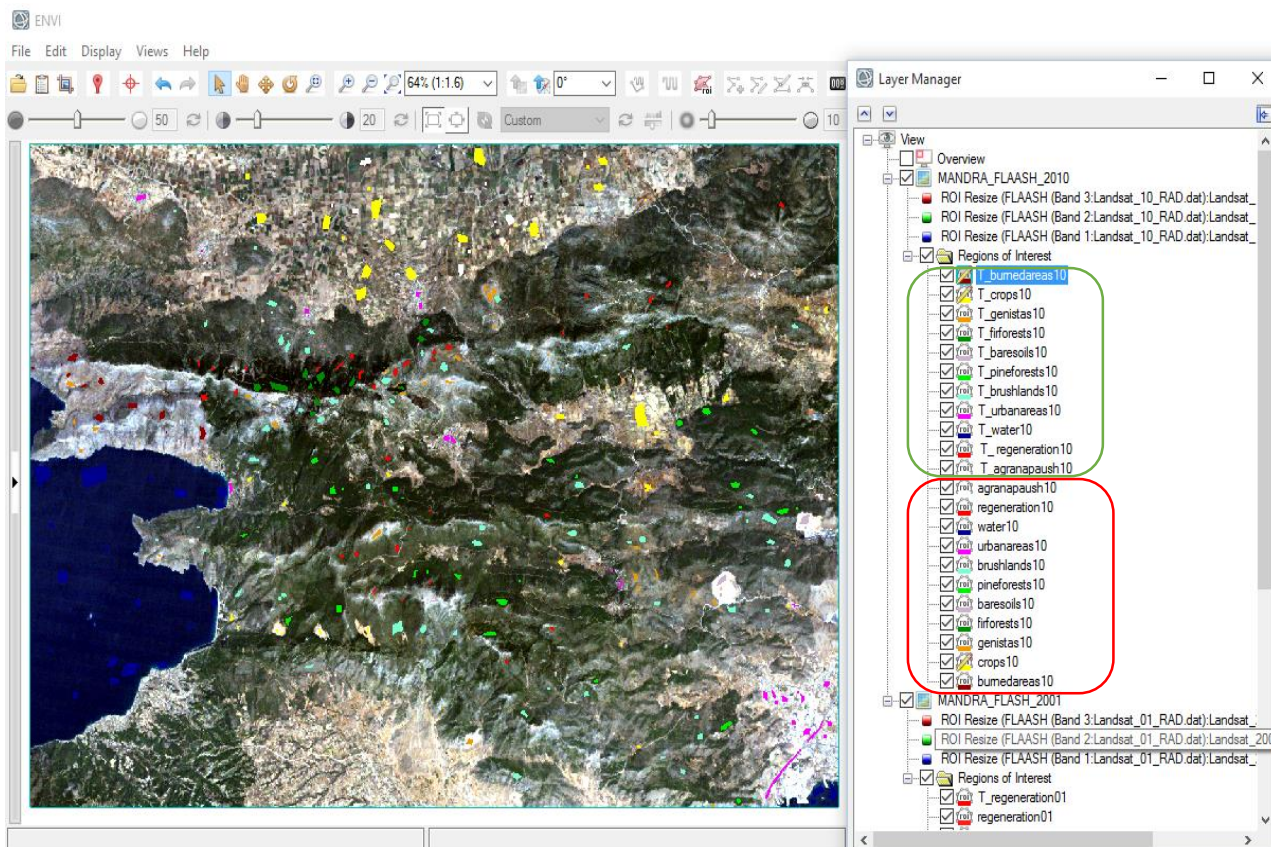 ENVI
File Edit Display Views Help
64% (1:1.6) 0° roi
50 20 Custom 10
Layer Manager
View
Overview
MANDRA_FLAASH_2010
ROI Resize (FLAASH (Band 3:Landsat_10_RAD.dat):Landsat_
ROI Resize (FLAASH (Band 2:Landsat_10_RAD.dat):Landsat_
ROI Resize (FLAASH (Band 1:Landsat_10_RAD.dat):Landsat_
Regions of Interest
T_burnedareas10
T_crops10
T_genistas10
T_firforests10
T_baresoils10
T_pineforests10
T_brushlands10
T_urbanareas10
T_water10
T_ regeneration10
T_agranapaush10
agranapaush10
regeneration10
water10
urbanareas10
brushlands10
pineforests10
baresoils10
firforests10
genistas10
crops10
burnedareas10
MANDRA_FLASH_2001
ROI Resize (FLAASH (Band 3:Landsat_01_RAD.dat):Landsat_
ROI Resize (FLAASH (Band 2:Landsat_01_RAD.dat):Landsat_200
ROI Resize (FLAASH (Band 1:Landsat_01_RAD.dat):Landsat_
Regions of Interest
T_regeneration01
regeneration01